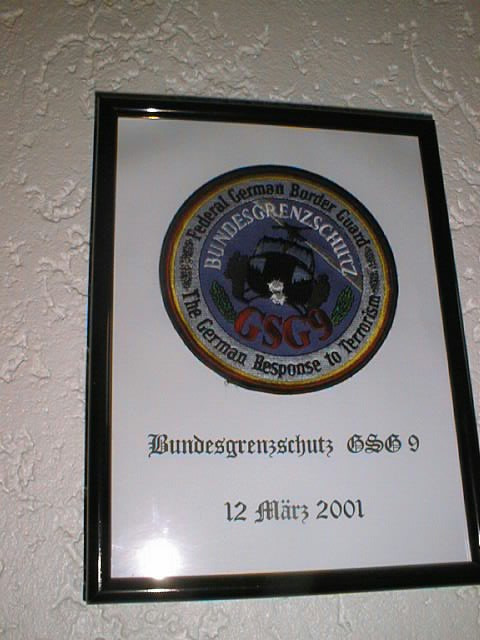 Federal German Border Guard
BUNDESGRENZSCHUTZ
GSG9
The German Response to Terrorism
Bundesgrenzschutz GSG 9
12 März 2001